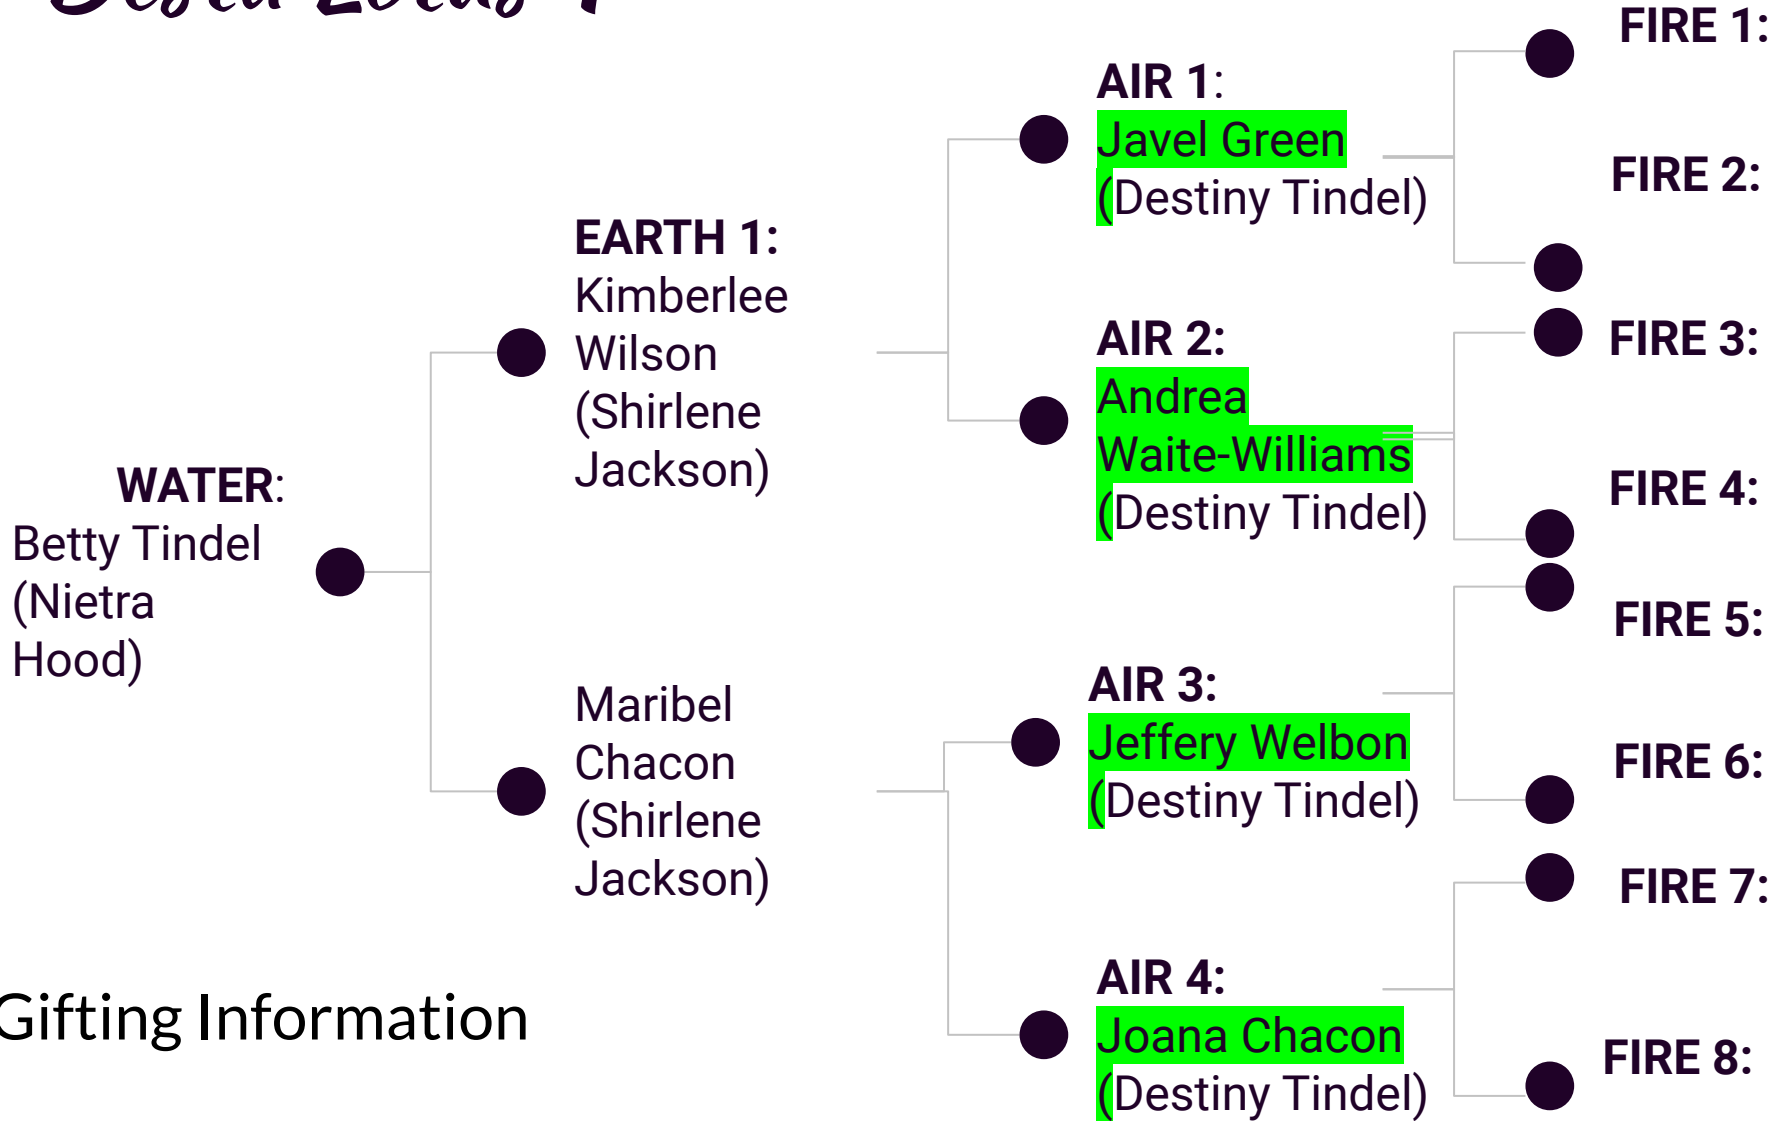 WATER:
Betty Tindel
(Nietra
Hood)
EARTH 1:
Kimberlee
Wilson
(Shirlene
Jackson)
Maribel
Chacon
(Shirlene
Jackson)
AIR 1:
Javel Green
(Destiny Tindel)
AIR 2:
Andrea
Waite-Williams
(Destiny Tindel)
AIR 3:
Jeffery Welbon
(Destiny Tindel)
AIR 4:
Joana Chacon
(Destiny Tindel)
FIRE 1:
FIRE 2:
FIRE 3:
FIRE 4:
FIRE 5:
FIRE 6:
FIRE 7:
FIRE 8:
Gifting Information